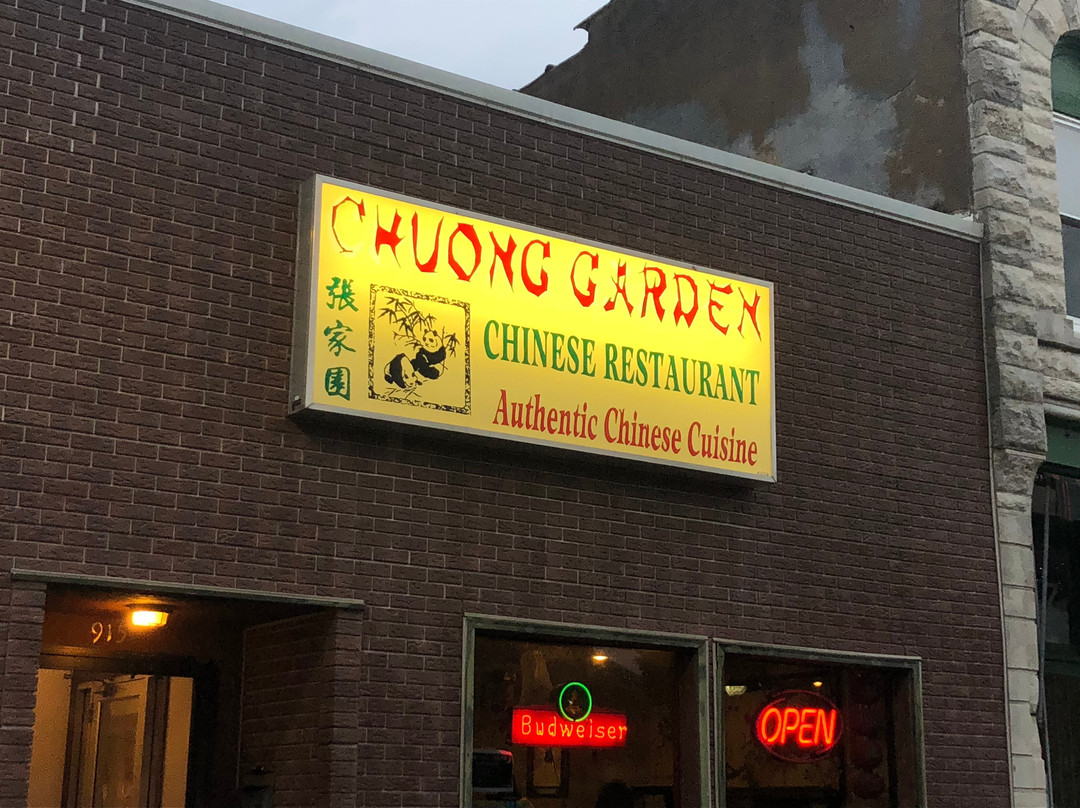 CHUONG GARDEN
張家園
CHINESE RESTAURANT
Authentic Chinese Cuisine
Budweiser
OPEN